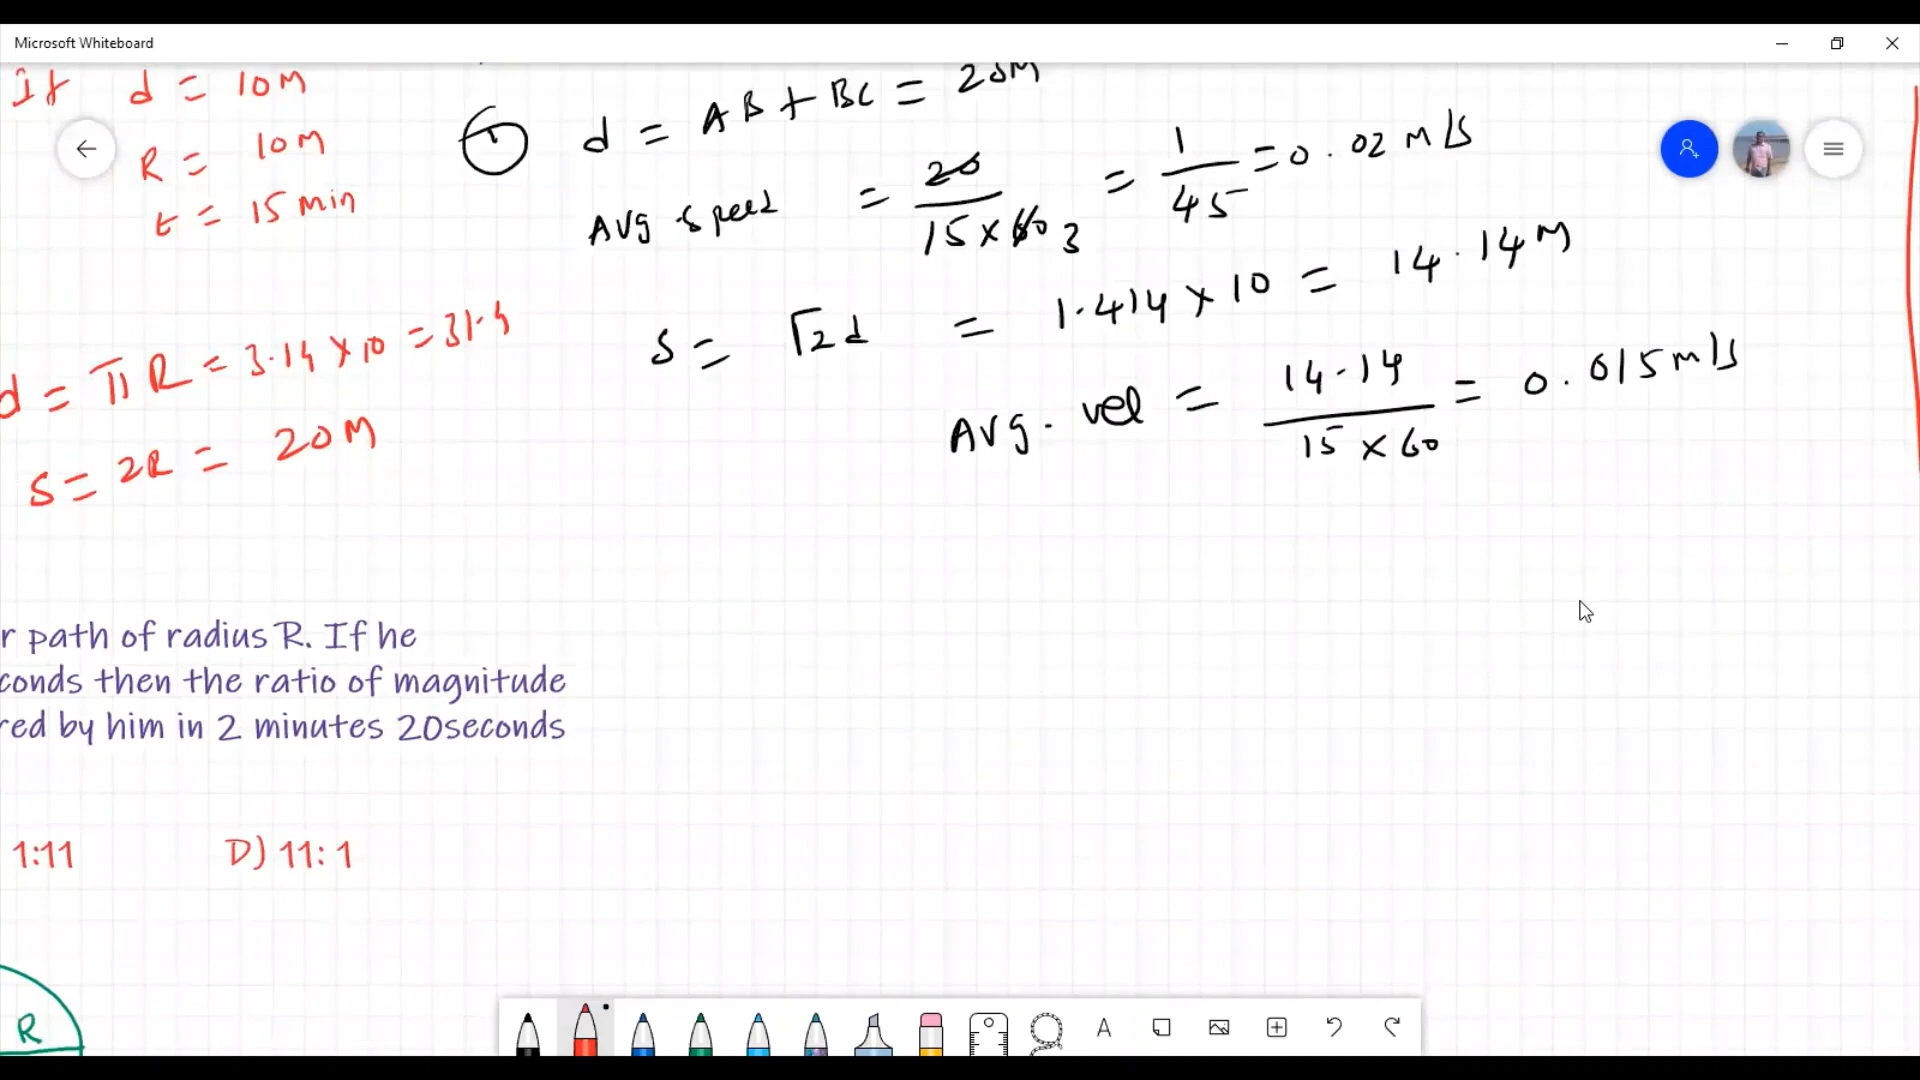 Microsoft Whiteboard
If d = 10M
R = 10M
t = 15 Min
d = πR = 3.14 × 10 = 31.4
S = 2R = 20M
1 d = AB + BC = 20M
Avg speed = 20 / 15 × 60 3 = 1 / 45 = 0.02 M/s
S = √2 d = 1.414 × 10 = 14.14 M
Avg. vel = 14.14 / 15 × 60 = 0.015 m/s
r path of radius R. If he
conds then the ratio of magnitude
red by him in 2 minutes 20seconds
1:11 D) 11:1
R
A